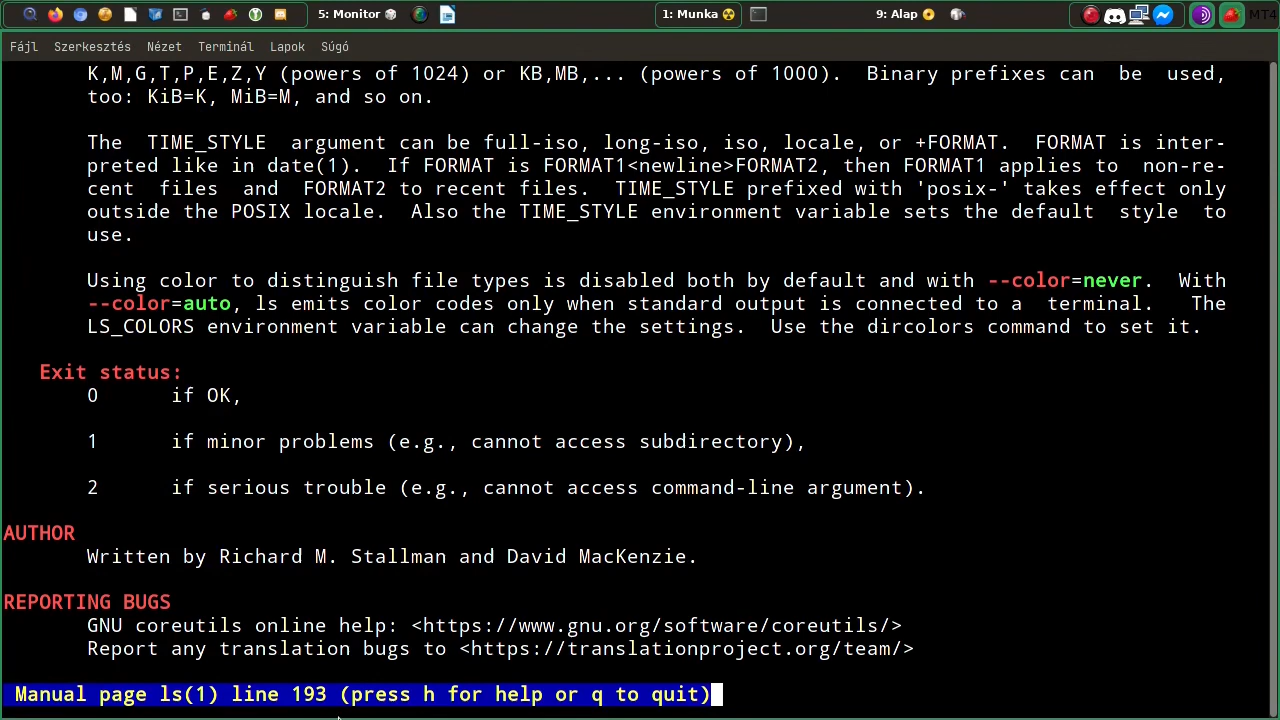 5: Monitor
1: Munka
9: Alap
MT4
Fájl Szerkesztés Nézet Terminál Lapok Súgó
K,M,G,T,P,E,Z,Y (powers of 1024) or KB,MB,... (powers of 1000).  Binary prefixes can  be  used,
too: KiB=K, MiB=M, and so on.
The  TIME_STYLE  argument can be full-iso, long-iso, iso, locale, or +FORMAT.  FORMAT is inter-
preted like in date(1).  If FORMAT is FORMAT1<newline>FORMAT2, then FORMAT1 applies to  non-re-
cent  files  and  FORMAT2 to recent files.  TIME_STYLE prefixed with 'posix-' takes effect only
outside the POSIX locale.  Also the TIME_STYLE environment variable sets the default  style  to
use.
Using color to distinguish file types is disabled both by default and with --color=never.  With
--color=auto, ls emits color codes only when standard output is connected to a  terminal.   The
LS_COLORS environment variable can change the settings.  Use the dircolors command to set it.
Exit status:
0      if OK,
1      if minor problems (e.g., cannot access subdirectory),
2      if serious trouble (e.g., cannot access command-line argument).
AUTHOR
Written by Richard M. Stallman and David MacKenzie.
REPORTING BUGS
GNU coreutils online help: <https://www.gnu.org/software/coreutils/>
Report any translation bugs to <https://translationproject.org/team/>
Manual page ls(1) line 193 (press h for help or q to quit)